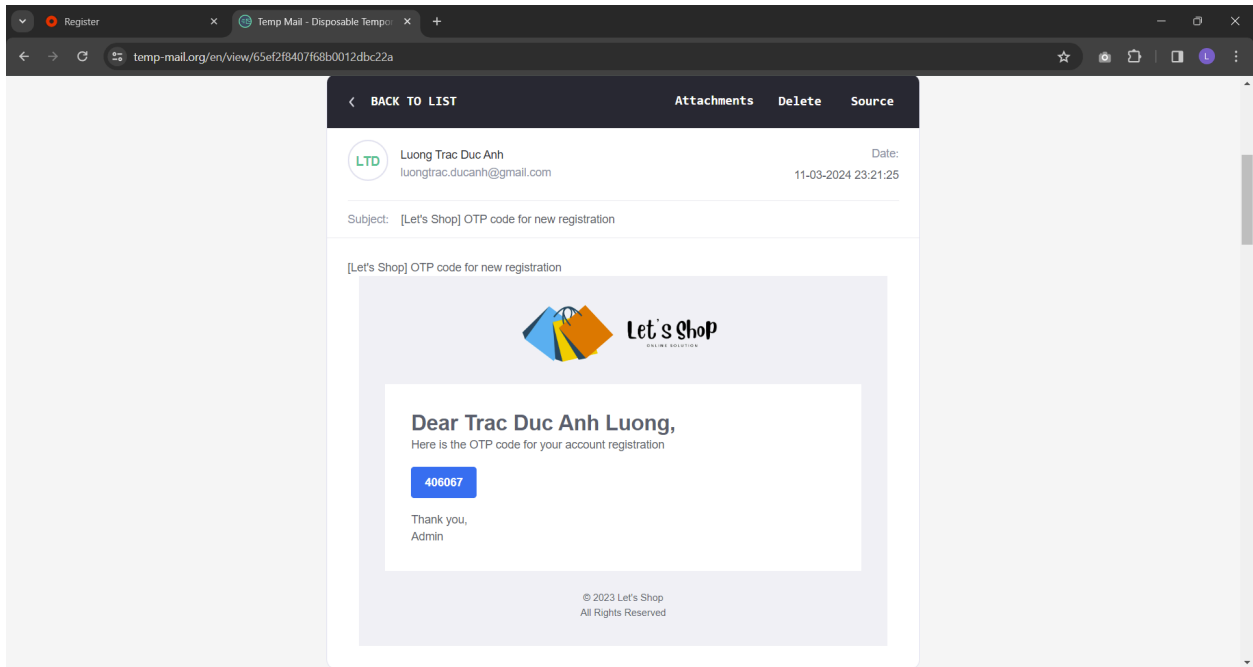 Register
Temp Mail - Disposable Tempor
temp-mail.org/en/view/65ef2f8407f68b0012dbc22a
L
BACK TO LIST
Attachments
Delete
Source
LTD
Luong Trac Duc Anh
luongtrac.ducanh@gmail.com
Date:
11-03-2024 23:21:25
Subject: [Let's Shop] OTP code for new registration
[Let's Shop] OTP code for new registration
Let's Shop
ONLINE SOLUTION
Dear Trac Duc Anh Luong,
Here is the OTP code for your account registration
406067
Thank you,
Admin
© 2023 Let's Shop
All Rights Reserved